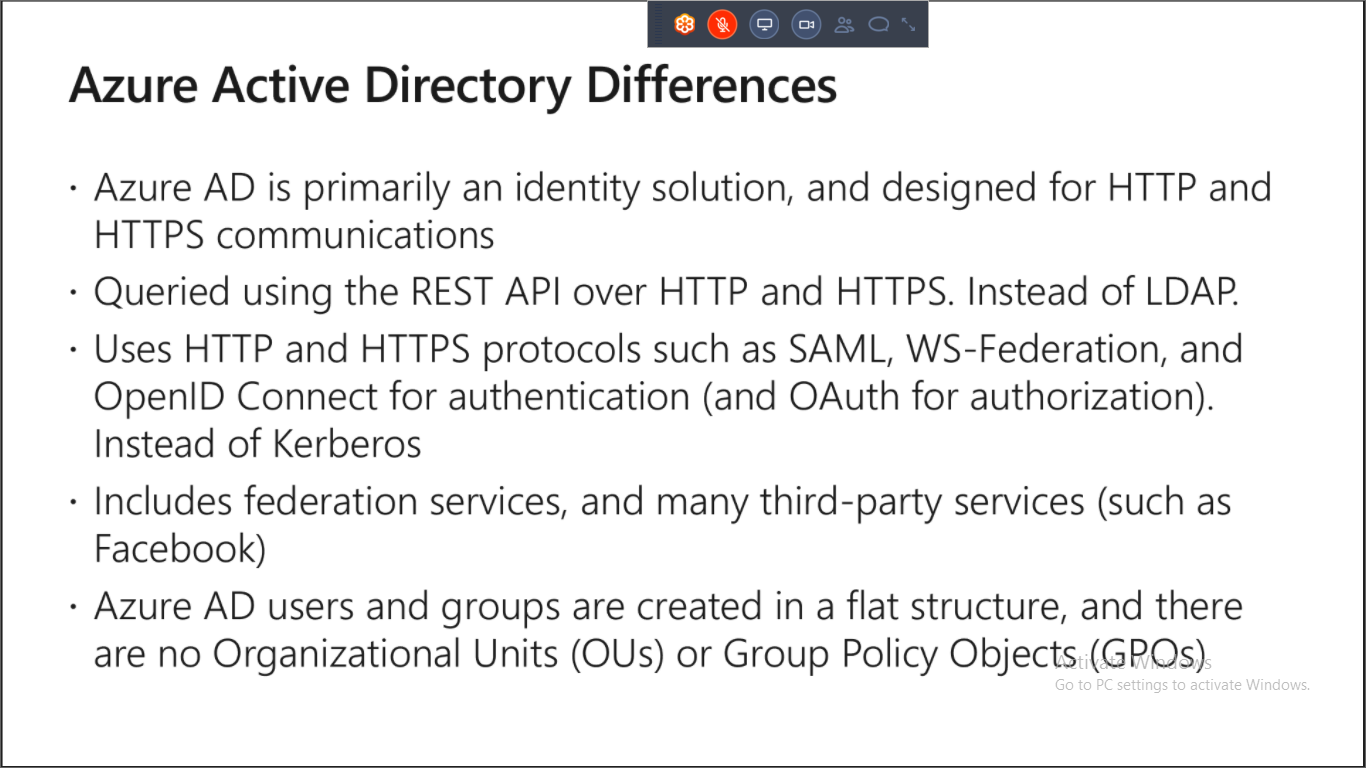 Azure Active Directory Differences
• Azure AD is primarily an identity solution, and designed for HTTP and
HTTPS communications
• Queried using the REST API over HTTP and HTTPS. Instead of LDAP.
• Uses HTTP and HTTPS protocols such as SAML, WS-Federation, and
OpenID Connect for authentication (and OAuth for authorization).
Instead of Kerberos
• Includes federation services, and many third-party services (such as
Facebook)
• Azure AD users and groups are created in a flat structure, and there
are no Organizational Units (OUs) or Group Policy Objects (GPOs)
Activate Windows
Go to PC settings to activate Windows.